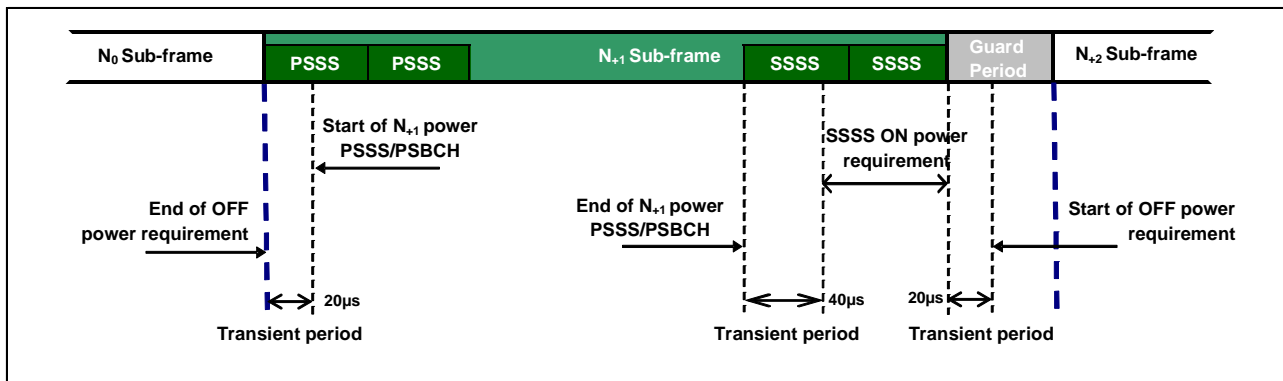 N0 Sub-frame
PSSS
PSSS
N+1 Sub-frame
SSSS
SSSS
Guard
Period
N+2 Sub-frame
Start of N+1 power
PSSS/PSBCH
SSSS ON power
requirement
End of OFF
power requirement
End of N+1 power
PSSS/PSBCH
Start of OFF power
requirement
20µs
40µs
20µs
Transient period
Transient period
Transient period